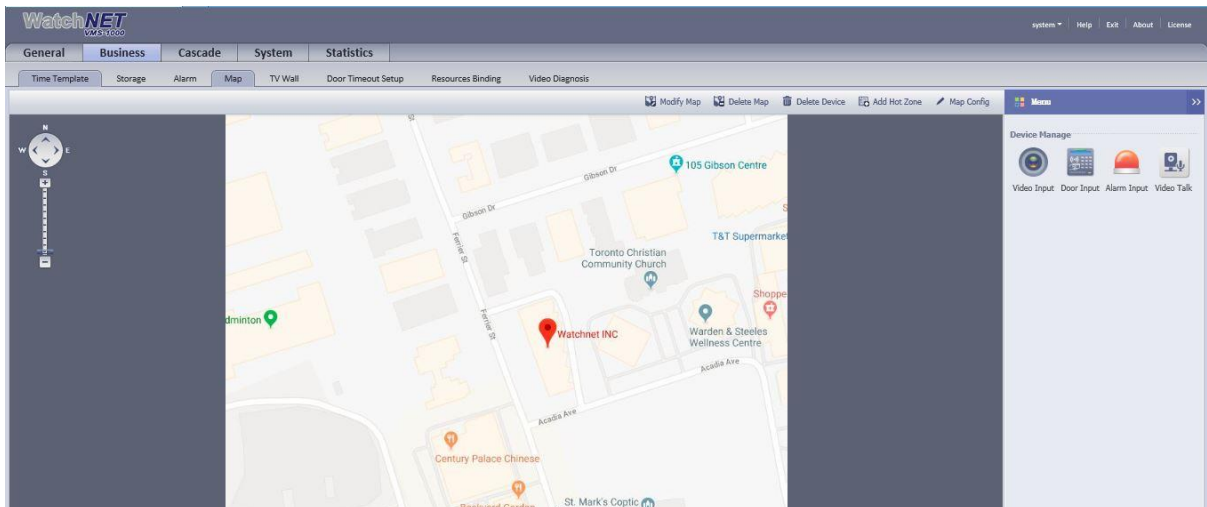 WatchNET
VMS-1000
system Help Exit About License
General Business Cascade System Statistics
Time Template Storage Alarm Map TV Wall Door Timeout Setup Resources Binding Video Diagnosis
Modify Map Delete Map Delete Device Add Hot Zone Map Config
Menu >>
N
W E
S
Device Manage
Video Input Door Input Alarm Input Video Talk
St
105 Gibson Centre
Gibson Dr
Gibson Dr
T&T Supermarket
Ferrier St
Toronto Christian
Community Church
Shoppe
dminton
Ferrier St
Watchnet INC
Warden & Steeles
Wellness Centre
Acadia Ave
Acadia Ave
Century Palace Chinese
St. Mark's Coptic
Backyard Garden